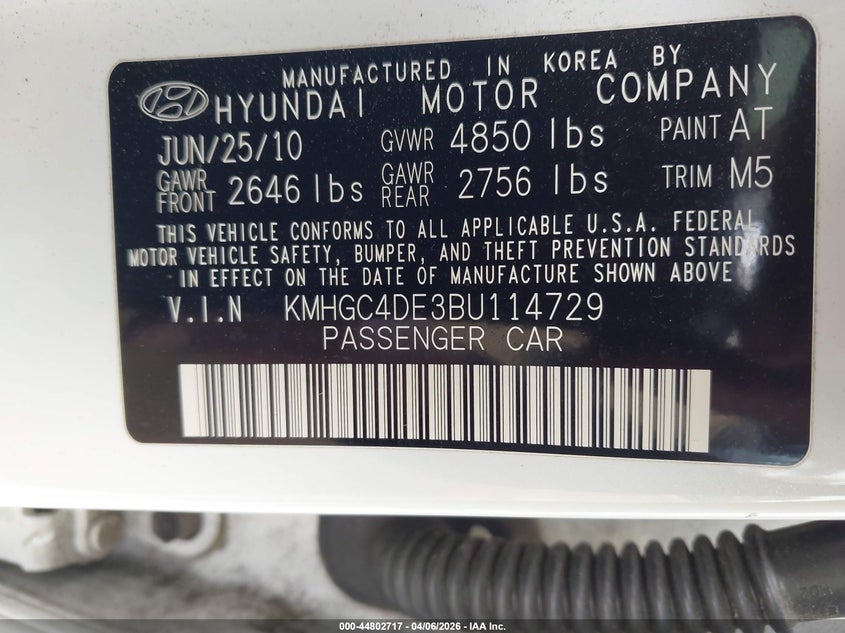 MANUFACTURED IN KOREA BY
HYUNDAI MOTOR COMPANY
JUN/25/10 GVWR 4850 lbs PAINT AT
GAWR FRONT 2646 lbs GAWR REAR 2756 lbs TRIM M5
THIS VEHICLE CONFORMS TO ALL APPLICABLE U.S.A. FEDERAL
MOTOR VEHICLE SAFETY, BUMPER, AND THEFT PREVENTION STANDARDS
IN EFFECT ON THE DATE OF MANUFACTURE SHOWN ABOVE
V.I.N KMHGC4DE3BU114729
PASSENGER CAR
000-44802717 - 04/06/2026 - IAA Inc.